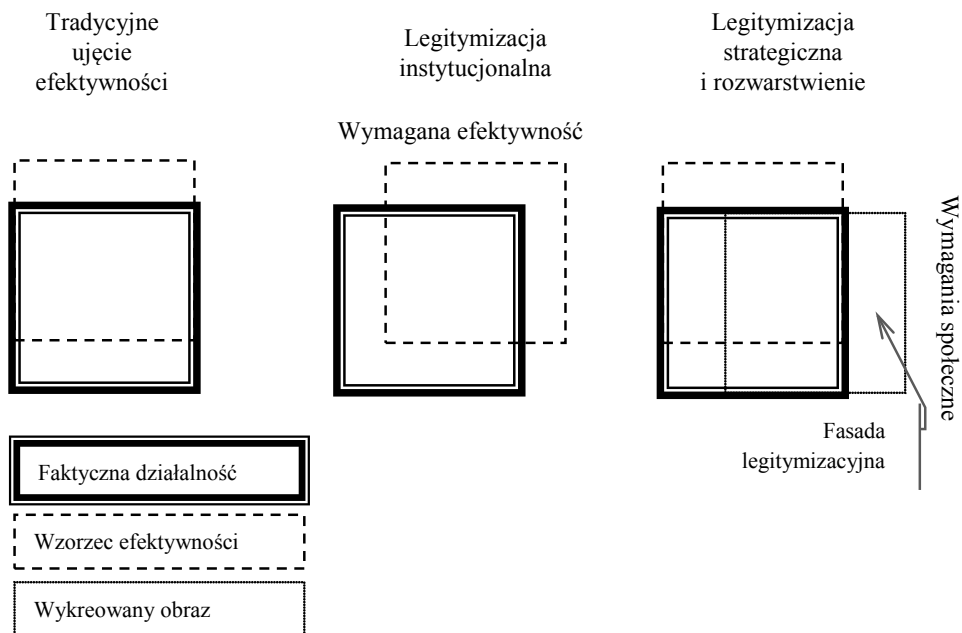 Tradycyjne
ujęcie
efektywności
Legitymizacja
instytucjonalna
Legitymizacja
strategiczna
i rozwarstwienie
Wymagana efektywność
Wymagania społeczne
Fasada
legitymizacyjna
Faktyczna działalność
Wzorzec efektywności
Wykreowany obraz